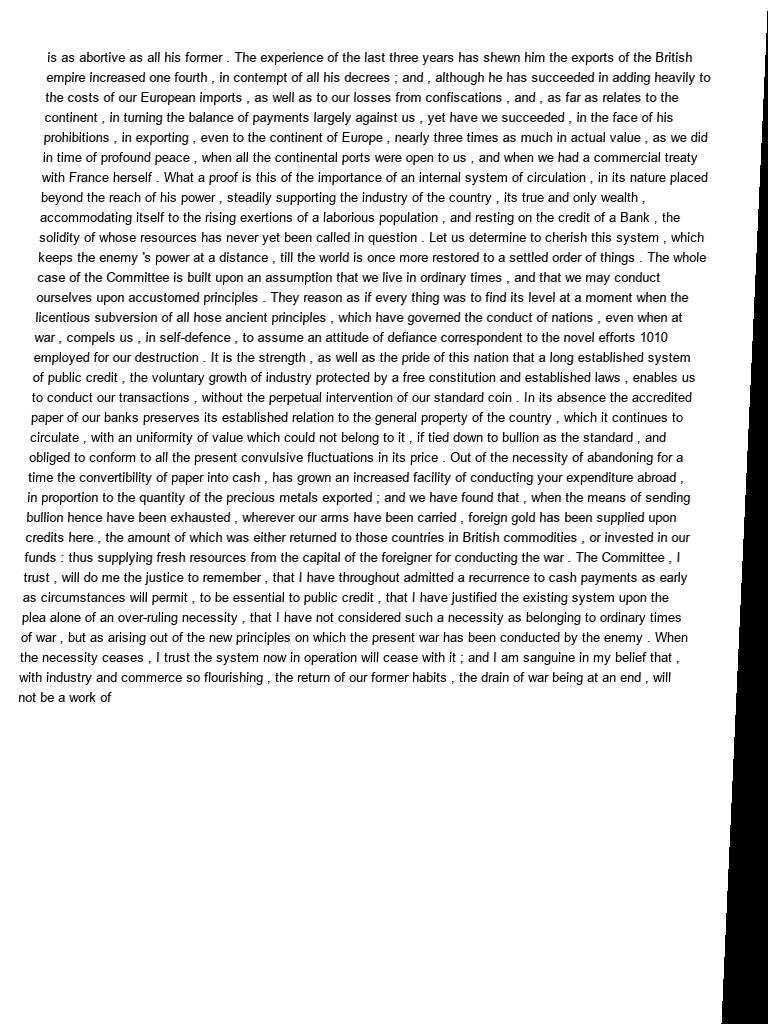 is as abortive as all his former . The experience of the last three years has shewn him the exports of the British
empire increased one fourth , in contempt of all his decrees ; and , although he has succeeded in adding heavily to
the costs of our European imports , as well as to our losses from confiscations , and , as far as relates to the
continent , in turning the balance of payments largely against us , yet have we succeeded , in the face of his
prohibitions , in exporting , even to the continent of Europe , nearly three times as much in actual value , as we did
in time of profound peace , when all the continental ports were open to us , and when we had a commercial treaty
with France herself . What a proof is this of the importance of an internal system of circulation , in its nature placed
beyond the reach of his power , steadily supporting the industry of the country , its true and only wealth ,
accommodating itself to the rising exertions of a laborious population , and resting on the credit of a Bank , the
solidity of whose resources has never yet been called in question . Let us determine to cherish this system , which
keeps the enemy 's power at a distance , till the world is once more restored to a settled order of things . The whole
case of the Committee is built upon an assumption that we live in ordinary times , and that we may conduct
ourselves upon accustomed principles . They reason as if every thing was to find its level at a moment when the
licentious subversion of all hose ancient principles , which have governed the conduct of nations , even when at
war , compels us , in self-defence , to assume an attitude of defiance correspondent to the novel efforts 1010
employed for our destruction . It is the strength , as well as the pride of this nation that a long established system
of public credit , the voluntary growth of industry protected by a free constitution and established laws , enables us
to conduct our transactions , without the perpetual intervention of our standard coin . In its absence the accredited
paper of our banks preserves its established relation to the general property of the country , which it continues to
circulate , with an uniformity of value which could not belong to it , if tied down to bullion as the standard , and
obliged to conform to all the present convulsive fluctuations in its price . Out of the necessity of abandoning for a
time the convertibility of paper into cash , has grown an increased facility of conducting your expenditure abroad ,
in proportion to the quantity of the precious metals exported ; and we have found that , when the means of sending
bullion hence have been exhausted , wherever our arms have been carried , foreign gold has been supplied upon
credits here , the amount of which was either returned to those countries in British commodities , or invested in our
funds : thus supplying fresh resources from the capital of the foreigner for conducting the war . The Committee , I
trust , will do me the justice to remember , that I have throughout admitted a recurrence to cash payments as early
as circumstances will permit , to be essential to public credit , that I have justified the existing system upon the
plea alone of an over-ruling necessity , that I have not considered such a necessity as belonging to ordinary times
of war , but as arising out of the new principles on which the present war has been conducted by the enemy . When
the necessity ceases , I trust the system now in operation will cease with it ; and I am sanguine in my belief that ,
with industry and commerce so flourishing , the return of our former habits , the drain of war being at an end , will
not be a work of